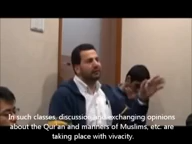 In such classes, discussion and exchanging opinions
about the Qur'an and manners of Muslims, etc. are
taking place with vivacity.